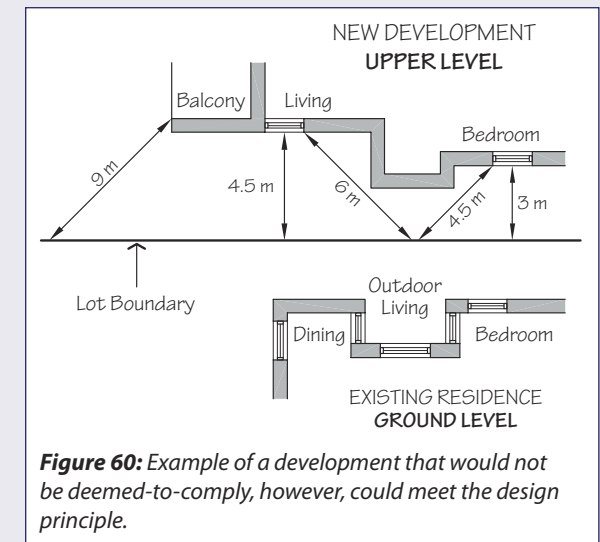 NEW DEVELOPMENT
UPPER LEVEL
Balcony
Living
Bedroom
9 m
4.5 m
6 m
4.5 m
3 m
Lot Boundary
Outdoor
Living
Dining
Bedroom
EXISTING RESIDENCE
GROUND LEVEL
Figure 60: Example of a development that would not
be deemed-to-comply, however, could meet the design
principle.